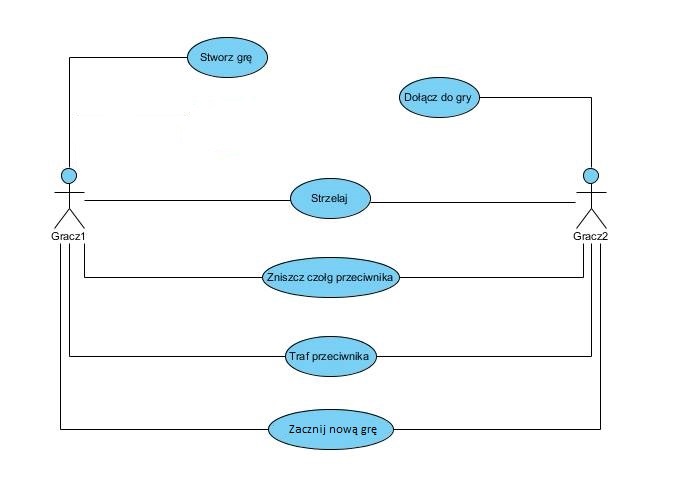 Stworz grę
Dołącz do gry
Strzelaj
Gracz1
Gracz2
Zniszcz czołg przeciwnika
Traf przeciwnika
Zacznij nową grę